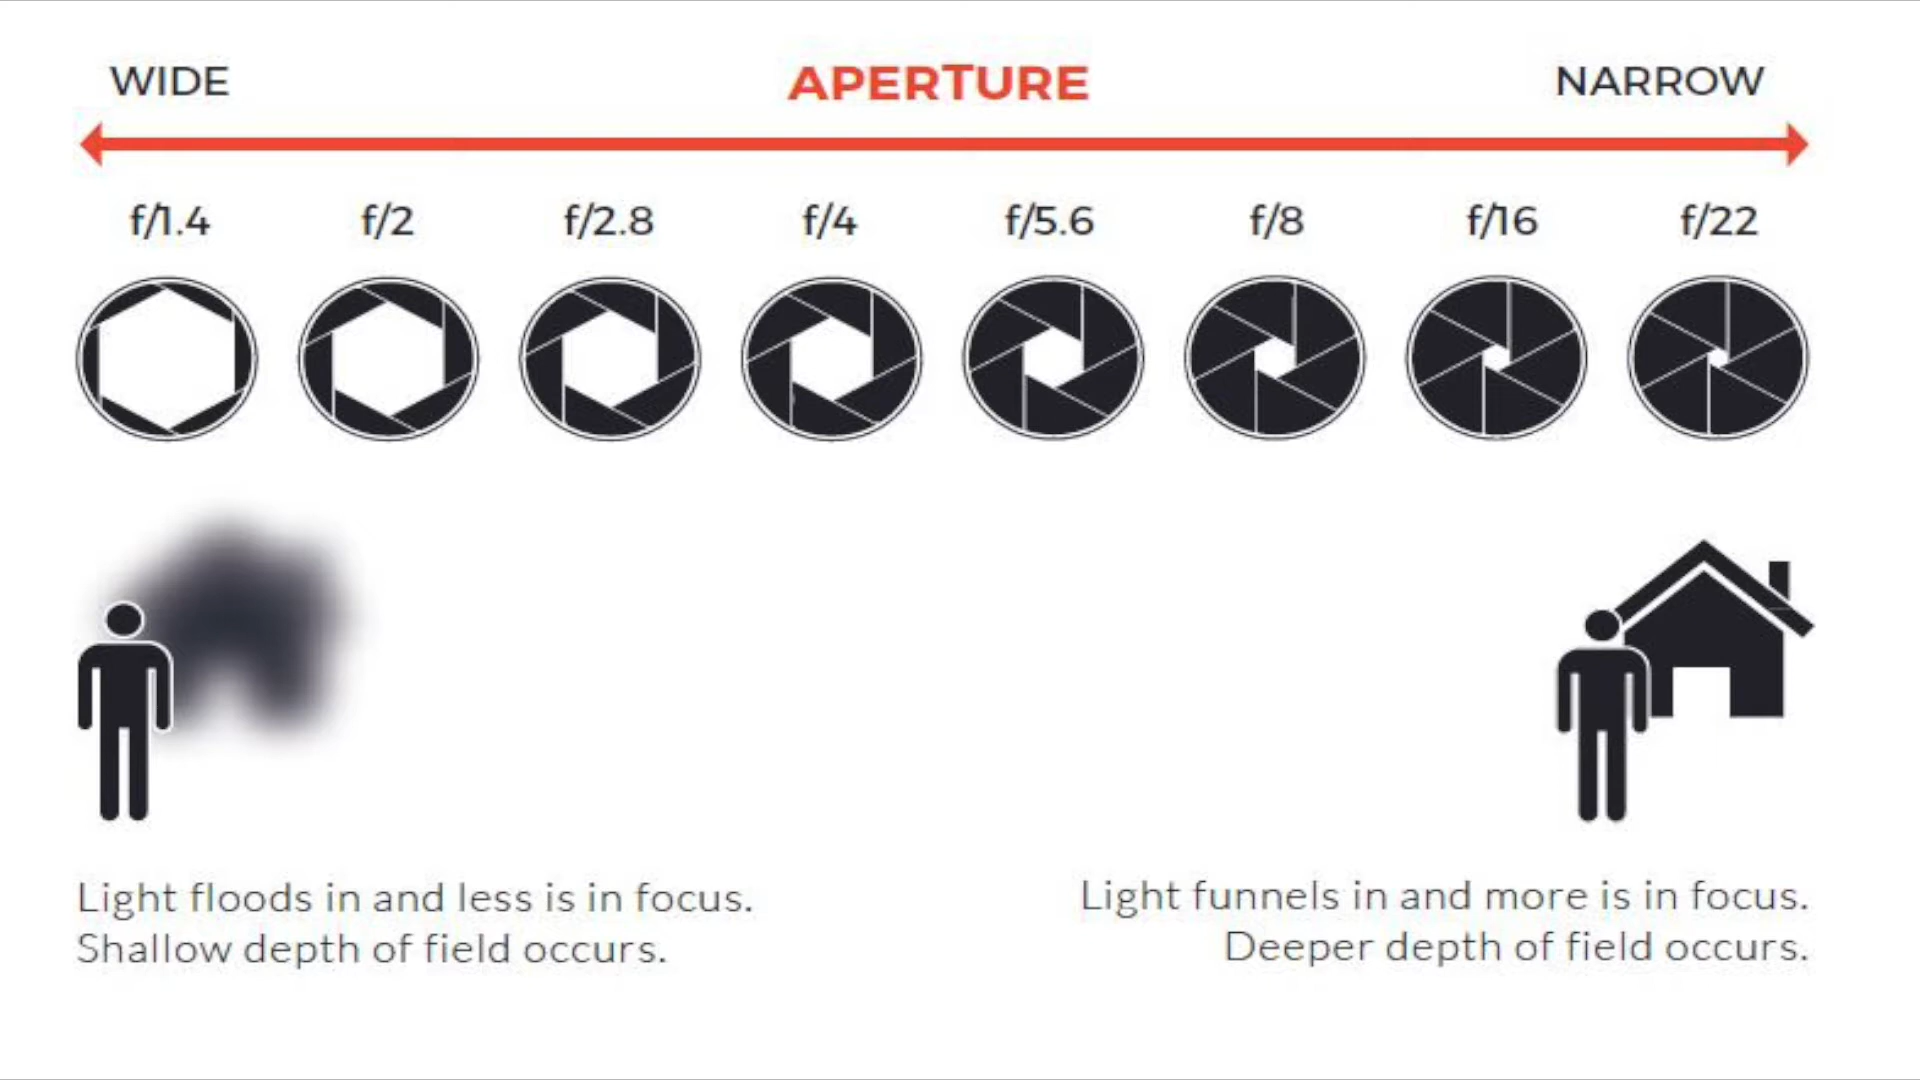 WIDE APERTURE NARROW
f/1.4 f/2 f/2.8 f/4 f/5.6 f/8 f/16 f/22
Light floods in and less is in focus.
Shallow depth of field occurs.
Light funnels in and more is in focus.
Deeper depth of field occurs.